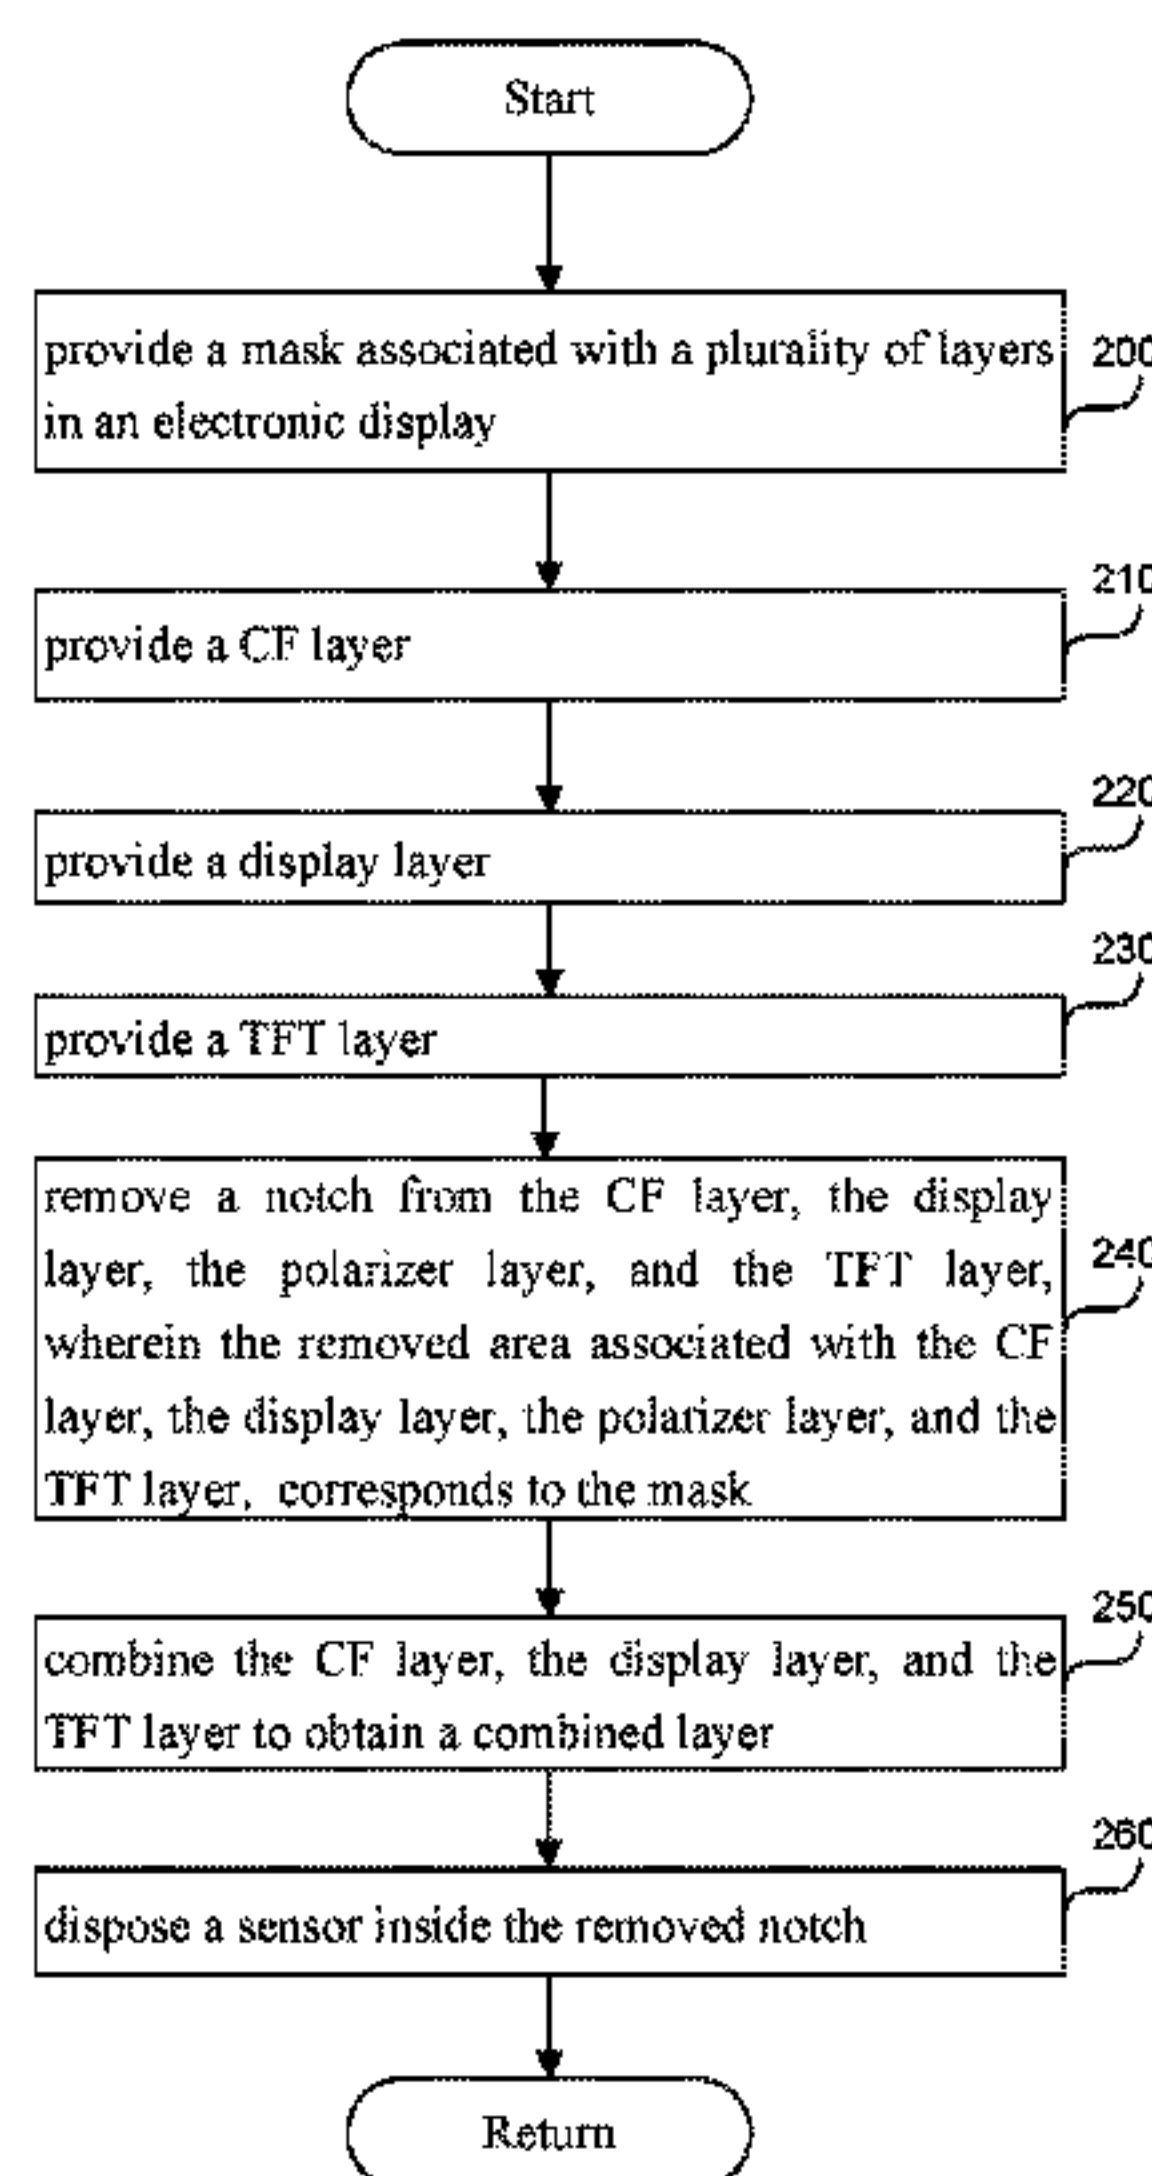 Start
provide a mask associated with a plurality of layers
in an electronic display
200
provide a CF layer
210
provide a display layer
220
provide a TFT layer
230
remove a notch from the CF layer, the display
layer, the polarizer layer, and the TFT layer,
wherein the removed area associated with the CF
layer, the display layer, the polarizer layer, and the
TFT layer, corresponds to the mask
240
combine the CF layer, the display layer, and the
TFT layer to obtain a combined layer
250
dispose a sensor inside the removed notch
260
Return